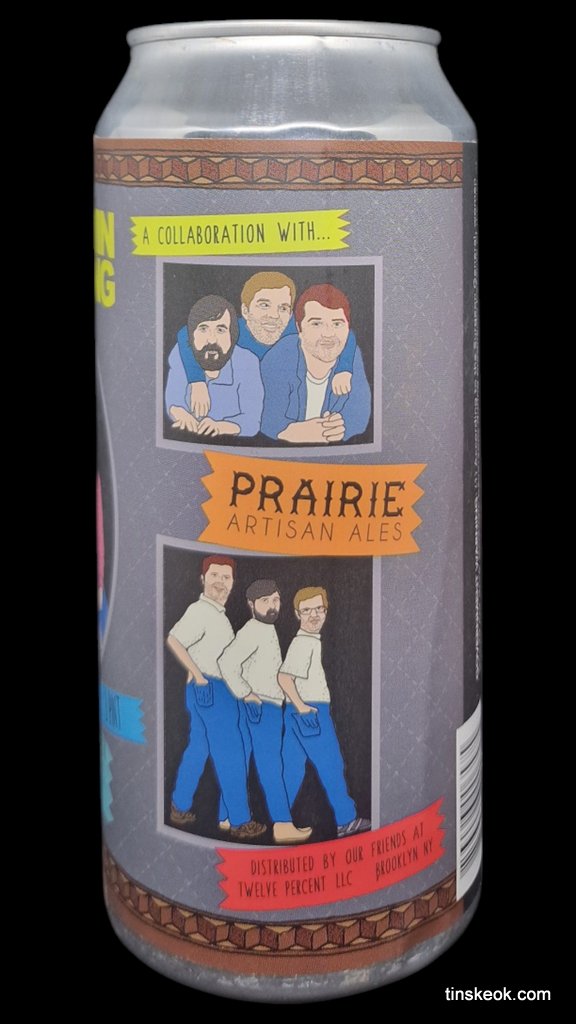 A COLLABORATION WITH...
PRAIRIE
ARTISAN ALES
DISTRIBUTED BY OUR FRIENDS AT
TWELVE PERCENT LLC BROOKLYN NY
tinskeok.com